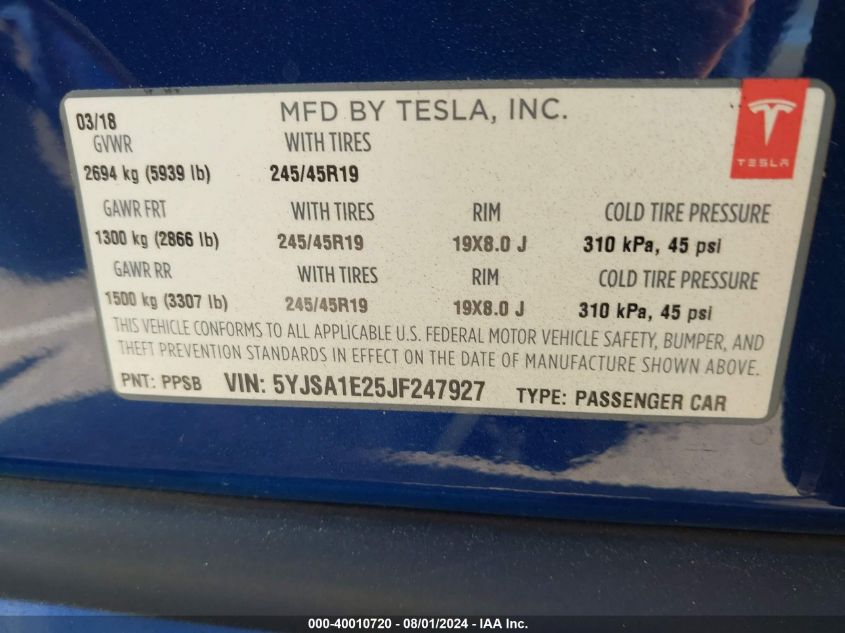 03/18
MFD BY TESLA, INC.
TESLA
GVWR WITH TIRES
2694 kg (5939 lb) 245/45R19
GAWR FRT WITH TIRES RIM COLD TIRE PRESSURE
1300 kg (2866 lb) 245/45R19 19X8.0 J 310 kPa, 45 psi
GAWR RR WITH TIRES RIM COLD TIRE PRESSURE
1500 kg (3307 lb) 245/45R19 19X8.0 J 310 kPa, 45 psi
THIS VEHICLE CONFORMS TO ALL APPLICABLE U.S. FEDERAL MOTOR VEHICLE SAFETY, BUMPER, AND
THEFT PREVENTION STANDARDS IN EFFECT ON THE DATE OF MANUFACTURE SHOWN ABOVE.
PNT: PPSB VIN: 5YJSA1E25JF247927 TYPE: PASSENGER CAR
000-40010720 - 08/01/2024 - IAA Inc.